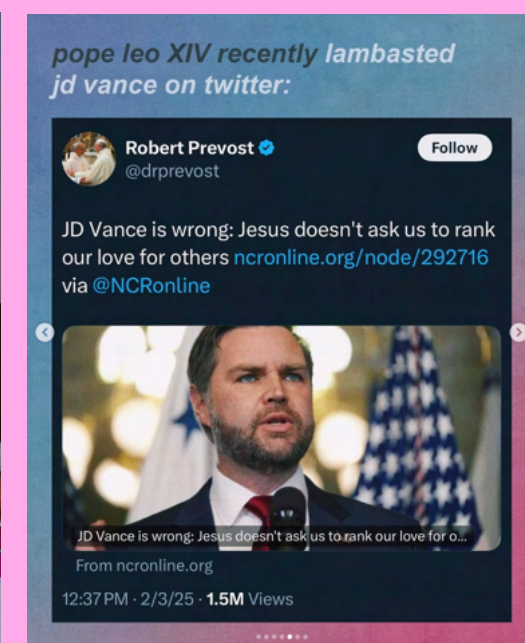 pope leo XIV recently lambasted
jd vance on twitter:
Robert Prevost
Follow
@drprevost
JD Vance is wrong: Jesus doesn't ask us to rank
our love for others ncronline.org/node/292716
via @NCRonline
JD Vance is wrong: Jesus doesn't ask us to rank our love for o...
From ncronline.org
12:37 PM · 2/3/25 · 1.5M Views